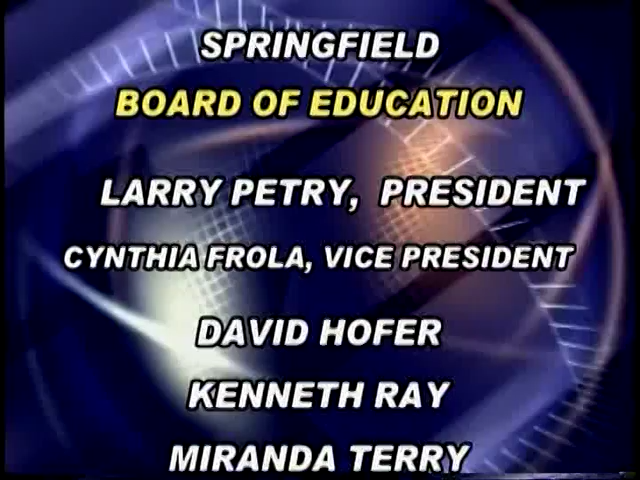 SPRINGFIELD
BOARD OF EDUCATION
LARRY PETRY, PRESIDENT
CYNTHIA FROLA, VICE PRESIDENT
DAVID HOFER
KENNETH RAY
MIRANDA TERRY